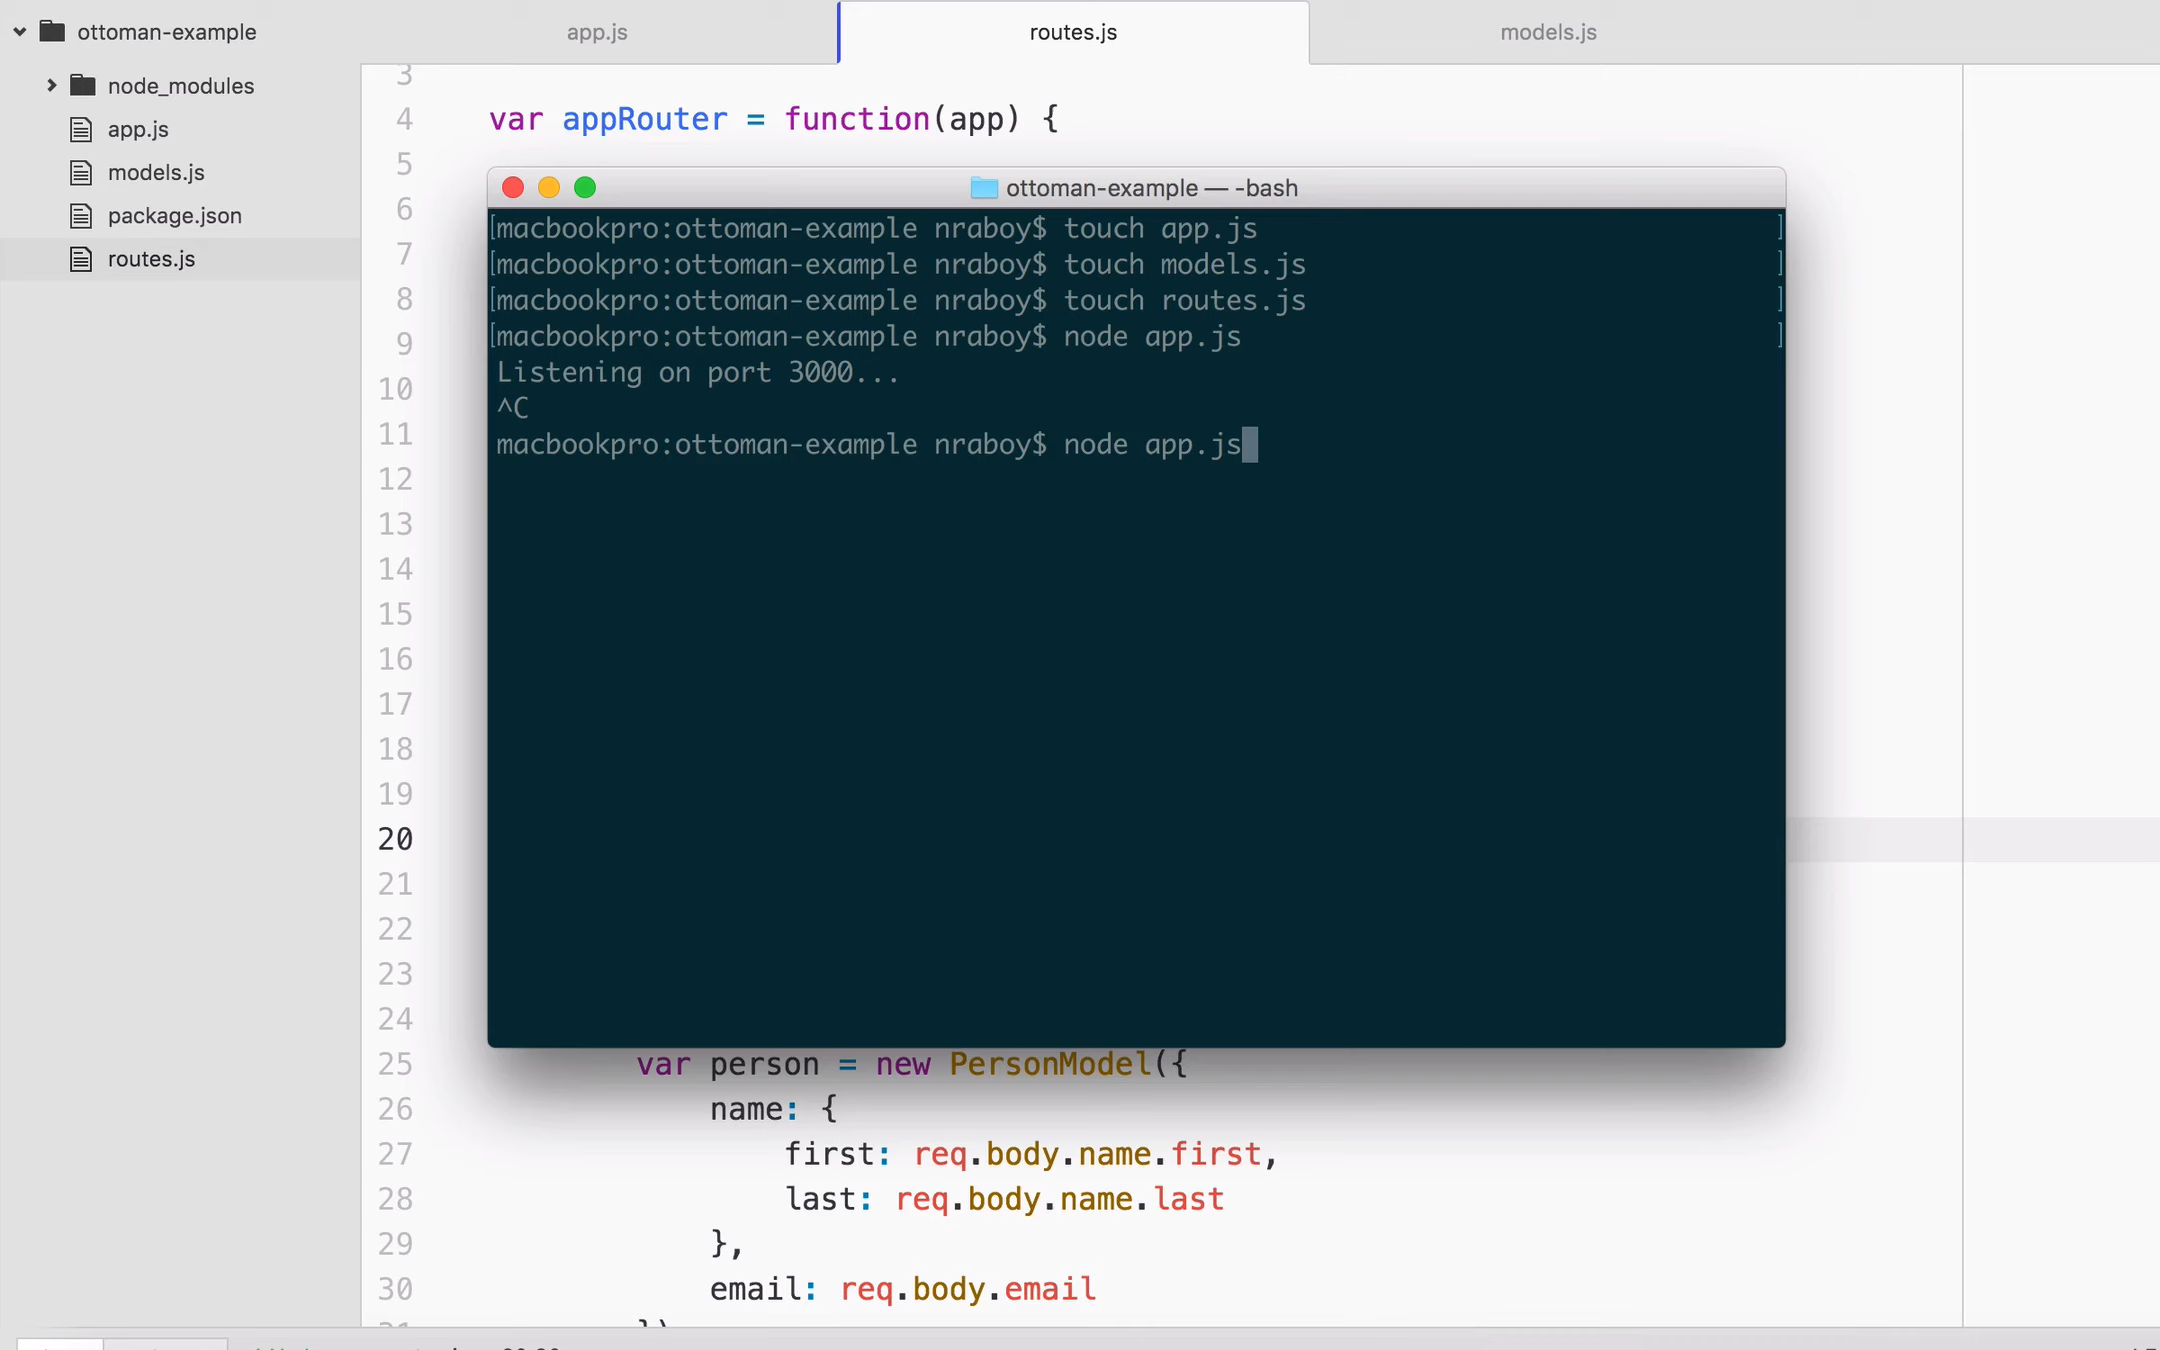 ottoman-example
node_modules
app.js
models.js
package.json
routes.js
app.js
routes.js
models.js
3
4 var appRouter = function(app) {
5
6
7
8
9
10
11
12
13
14
15
16
17
18
19
20
21
22
23
24
25 var person = new PersonModel({
26 name: {
27 first: req.body.name.first,
28 last: req.body.name.last
29 },
30 email: req.body.email
ottoman-example — -bash
[macbookpro:ottoman-example nraboy$ touch app.js ]
[macbookpro:ottoman-example nraboy$ touch models.js ]
[macbookpro:ottoman-example nraboy$ touch routes.js ]
[macbookpro:ottoman-example nraboy$ node app.js ]
Listening on port 3000...
^C
macbookpro:ottoman-example nraboy$ node app.js